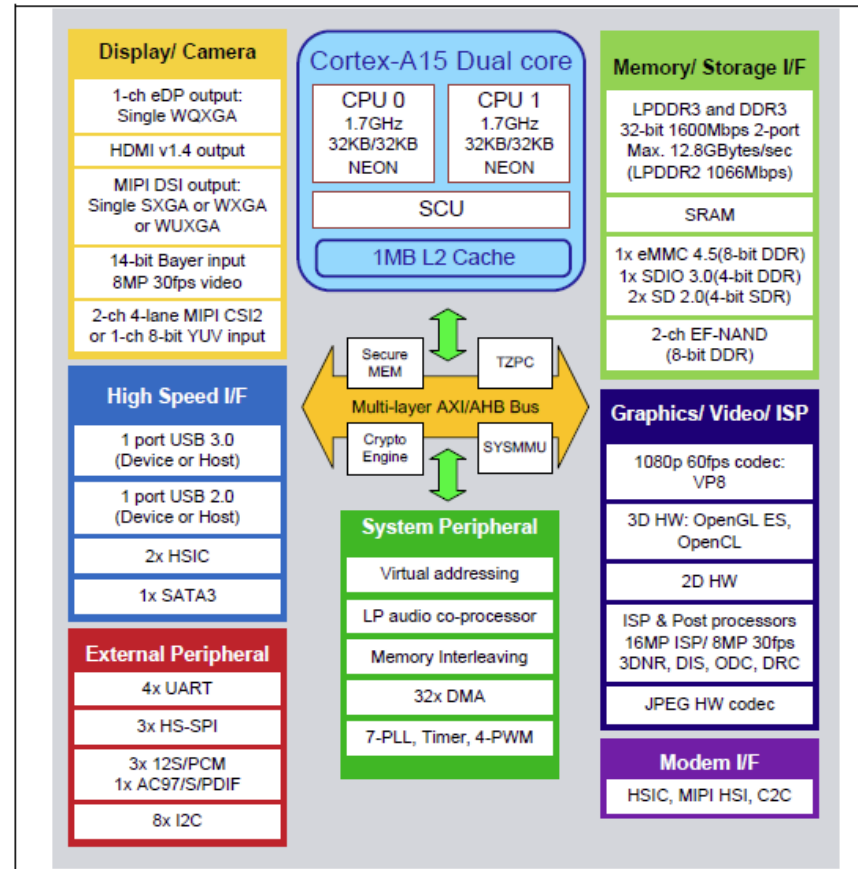 Display/ Camera
1-ch eDP output:
Single WQXGA
HDMI v1.4 output
MIPI DSI output:
Single SXGA or WXGA
or WUXGA
14-bit Bayer input
8MP 30fps video
2-ch 4-lane MIPI CSI2
or 1-ch 8-bit YUV input
High Speed I/F
1 port USB 3.0
(Device or Host)
1 port USB 2.0
(Device or Host)
2x HSIC
1x SATA3
External Peripheral
4x UART
3x HS-SPI
3x 12S/PCM
1x AC97/S/PDIF
8x I2C
Cortex-A15 Dual core
CPU 0
1.7GHz
32KB/32KB
NEON
CPU 1
1.7GHz
32KB/32KB
NEON
SCU
1MB L2 Cache
Secure
MEM
TZPC
Multi-layer AXI/AHB Bus
Crypto
Engine
SYSMMU
System Peripheral
Virtual addressing
LP audio co-processor
Memory Interleaving
32x DMA
7-PLL, Timer, 4-PWM
Memory/ Storage I/F
LPDDR3 and DDR3
32-bit 1600Mbps 2-port
Max. 12.8GBytes/sec
(LPDDR2 1066Mbps)
SRAM
1x eMMC 4.5(8-bit DDR)
1x SDIO 3.0(4-bit DDR)
2x SD 2.0(4-bit SDR)
2-ch EF-NAND
(8-bit DDR)
Graphics/ Video/ ISP
1080p 60fps codec:
VP8
3D HW: OpenGL ES,
OpenCL
2D HW
ISP & Post processors
16MP ISP/ 8MP 30fps
3DNR, DIS, ODC, DRC
JPEG HW codec
Modem I/F
HSIC, MIPI HSI, C2C